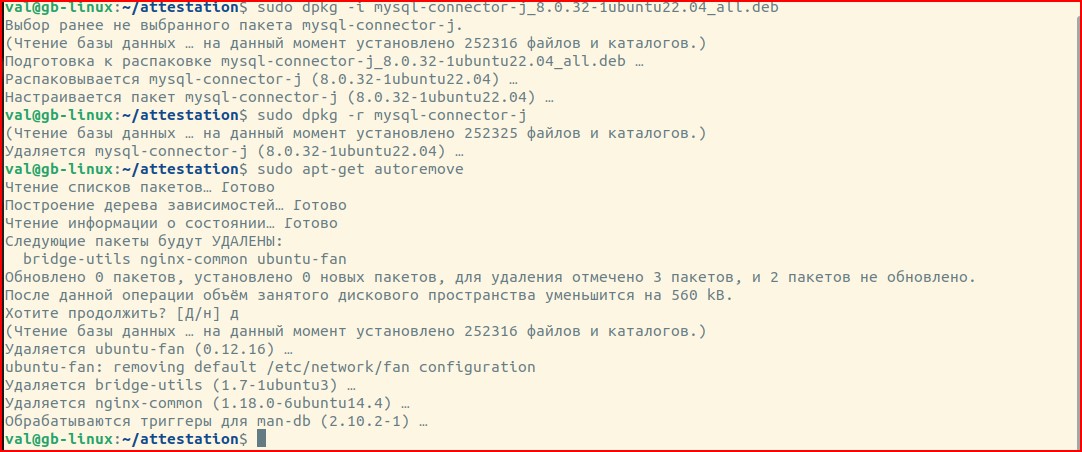 val@gb-linux:~/attestation$ sudo dpkg -i mysql-connector-j_8.0.32-1ubuntu22.04_all.deb
Выбор ранее не выбранного пакета mysql-connector-j.
(Чтение базы данных … на данный момент установлено 252316 файлов и каталогов.)
Подготовка к распаковке mysql-connector-j_8.0.32-1ubuntu22.04_all.deb …
Распаковывается mysql-connector-j (8.0.32-1ubuntu22.04) …
Настраивается пакет mysql-connector-j (8.0.32-1ubuntu22.04) …
val@gb-linux:~/attestation$ sudo dpkg -r mysql-connector-j
(Чтение базы данных … на данный момент установлено 252325 файлов и каталогов.)
Удаляется mysql-connector-j (8.0.32-1ubuntu22.04) …
val@gb-linux:~/attestation$ sudo apt-get autoremove
Чтение списков пакетов… Готово
Построение дерева зависимостей… Готово
Чтение информации о состоянии… Готово
Следующие пакеты будут УДАЛЕНЫ:
  bridge-utils nginx-common ubuntu-fan
Обновлено 0 пакетов, установлено 0 новых пакетов, для удаления отмечено 3 пакетов, и 2 пакетов не обновлено.
После данной операции объём занятого дискового пространства уменьшится на 560 kB.
Хотите продолжить? [Д/н] д
(Чтение базы данных … на данный момент установлено 252316 файлов и каталогов.)
Удаляется ubuntu-fan (0.12.16) …
ubuntu-fan: removing default /etc/network/fan configuration
Удаляется bridge-utils (1.7-1ubuntu3) …
Удаляется nginx-common (1.18.0-6ubuntu14.4) …
Обрабатываются триггеры для man-db (2.10.2-1) …
val@gb-linux:~/attestation$